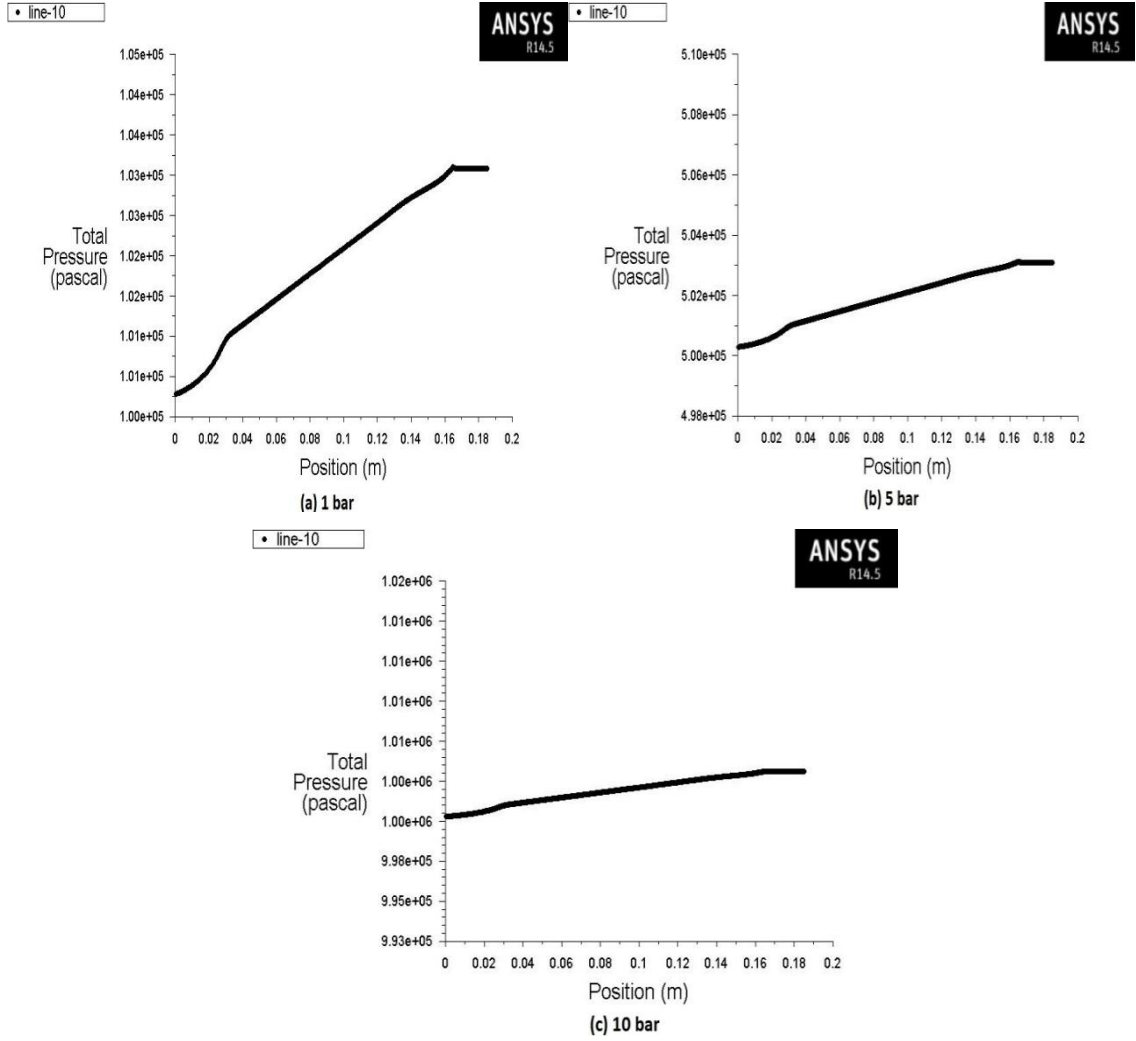 line-10
ANSYS
R14.5
1.05e+05
1.04e+05
1.04e+05
1.03e+05
1.03e+05
1.02e+05
1.02e+05
1.01e+05
1.01e+05
1.00e+05
Total
Pressure
(pascal)
0 0.02 0.04 0.06 0.08 0.1 0.12 0.14 0.16 0.18 0.2
Position (m)
(a) 1 bar
line-10
ANSYS
R14.5
5.10e+05
5.08e+05
5.06e+05
5.04e+05
5.02e+05
5.00e+05
4.98e+05
Total
Pressure
(pascal)
0 0.02 0.04 0.06 0.08 0.1 0.12 0.14 0.16 0.18 0.2
Position (m)
(b) 5 bar
line-10
ANSYS
R14.5
1.02e+06
1.01e+06
1.01e+06
1.01e+06
1.01e+06
1.00e+06
1.00e+06
9.98e+05
9.95e+05
9.93e+05
Total
Pressure
(pascal)
0 0.02 0.04 0.06 0.08 0.1 0.12 0.14 0.16 0.18 0.2
Position (m)
(c) 10 bar